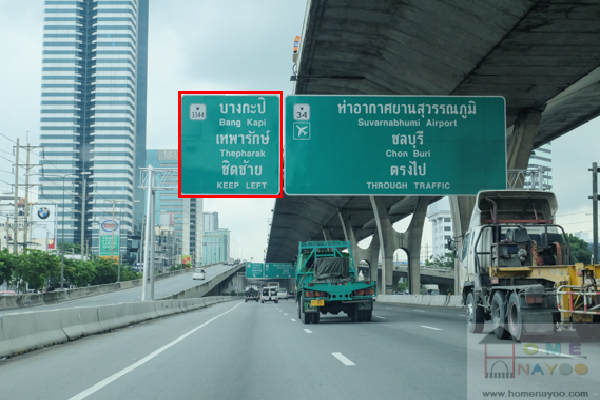 3344
บางกะปิ
Bang Kapi
เทพารักษ์
Thepharak
ชิดซ้าย
KEEP LEFT
34
ท่าอากาศยานสุวรรณภูมิ
Suvarnabhumi Airport
ชลบุรี
Chon Buri
ตรงไป
THROUGH TRAFFIC
BMW
HOME
NAYOO
www.homenayoo.com